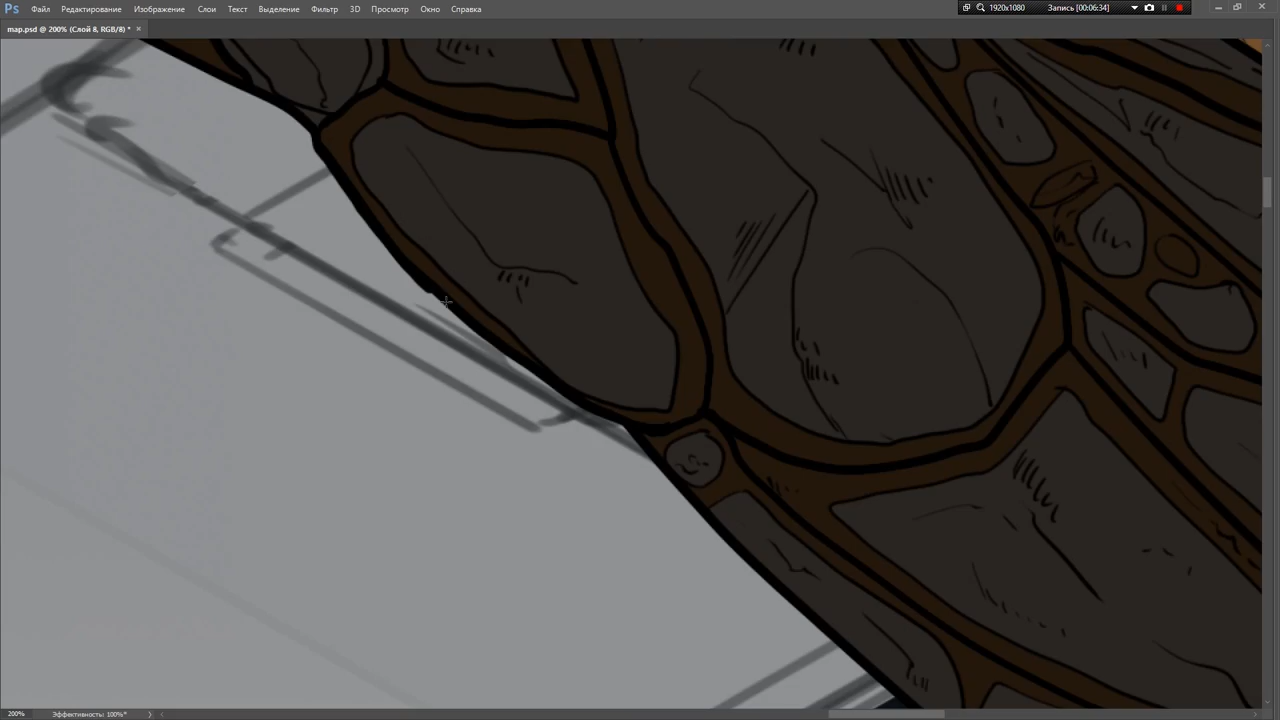 Ps Файл Редактирование Изображение Слои Текст Выделение Фильтр 3D Просмотр Окно Справка 1920x1080 Запись [00:06:34]
map.psd @ 200% (Слой 8, RGB/8) * ×
200% Эффективность: 100%*